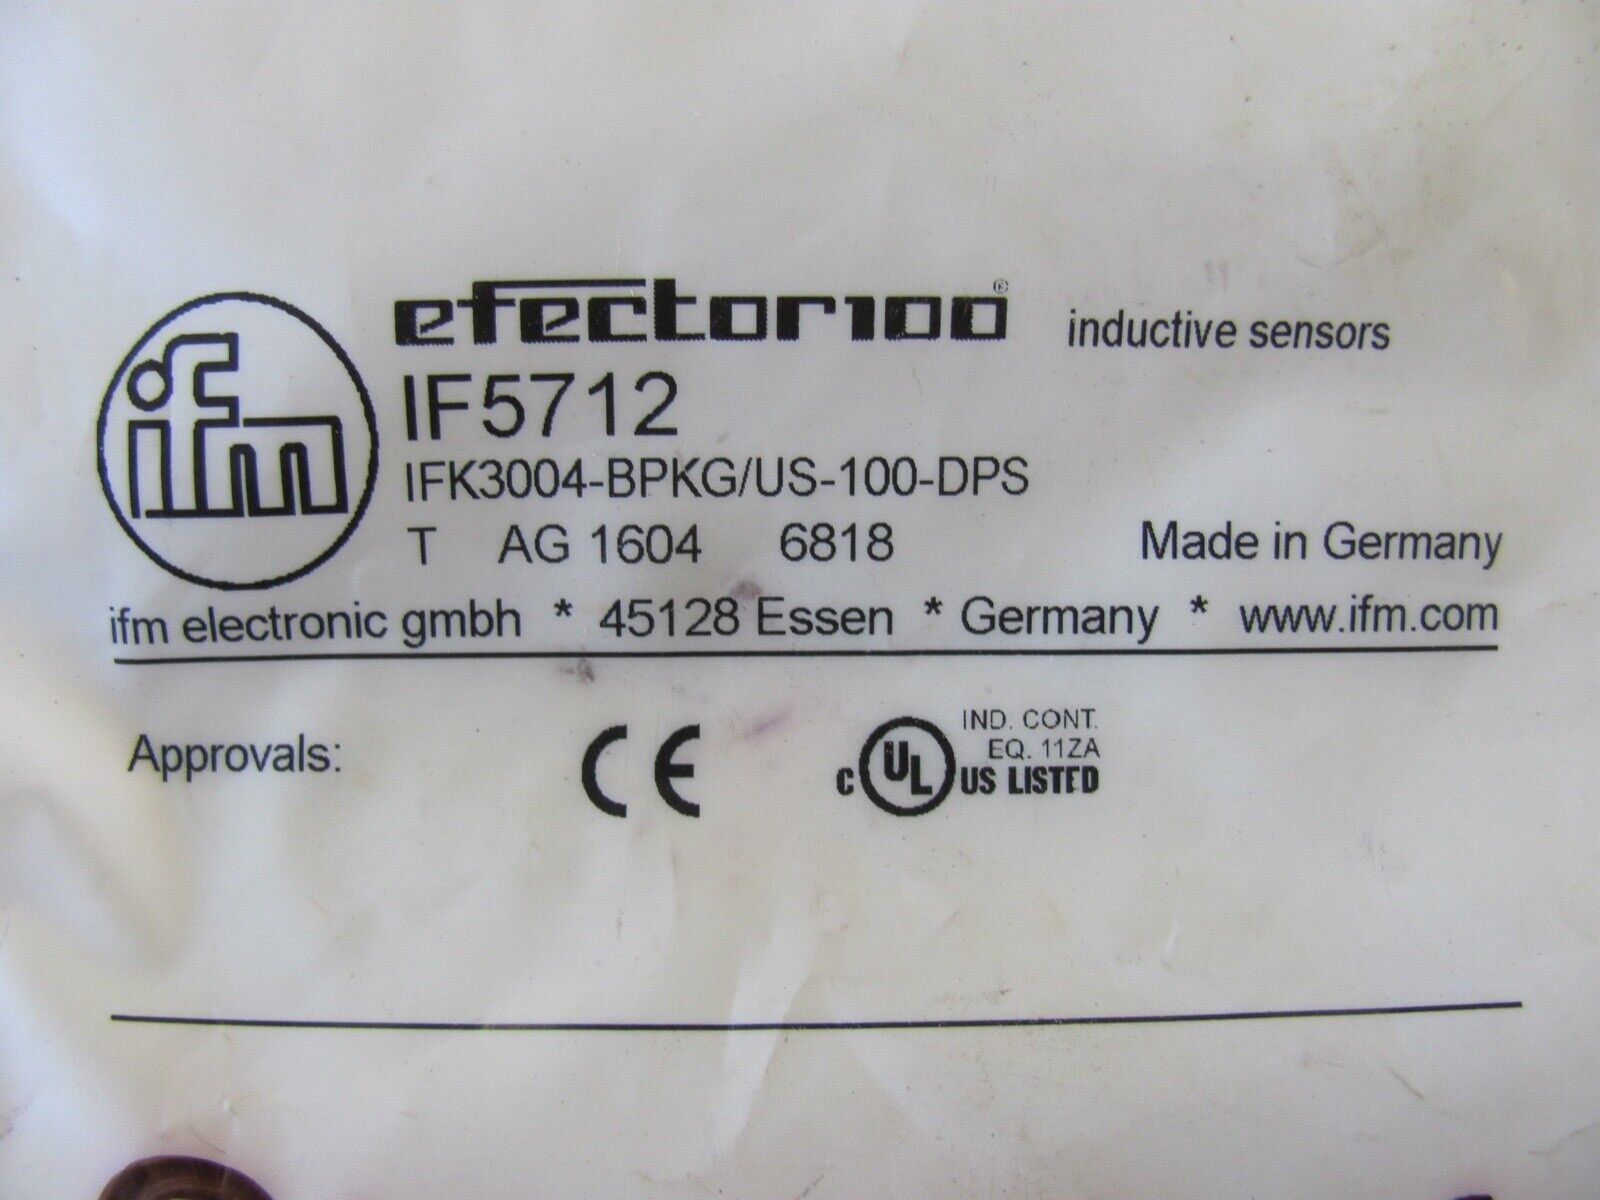 ifm
efector100® inductive sensors
IF5712
IFK3004-BPKG/US-100-DPS
T AG 1604 6818 Made in Germany
ifm electronic gmbh * 45128 Essen * Germany * www.ifm.com
Approvals: CE
IND. CONT.
EQ. 11ZA
C UL US LISTED